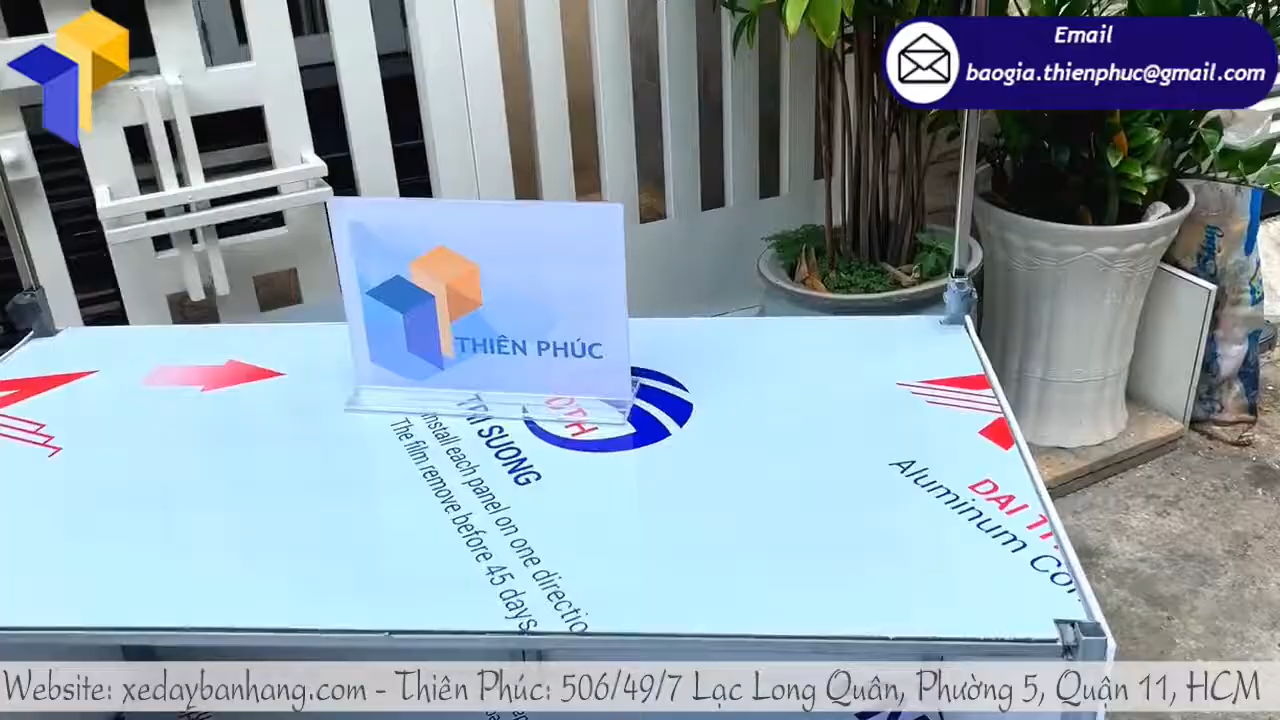 Email
baogia.thienphuc@gmail.com
THIÊN PHÚC
TRAI SUONG
Install each panel on one directio
The film remove before 45 days
DAI
Aluminum Co
Website: xedaybanhang.com - Thiên Phúc: 506/49/7 Lạc Long Quân, Phường 5, Quận 11, HCM